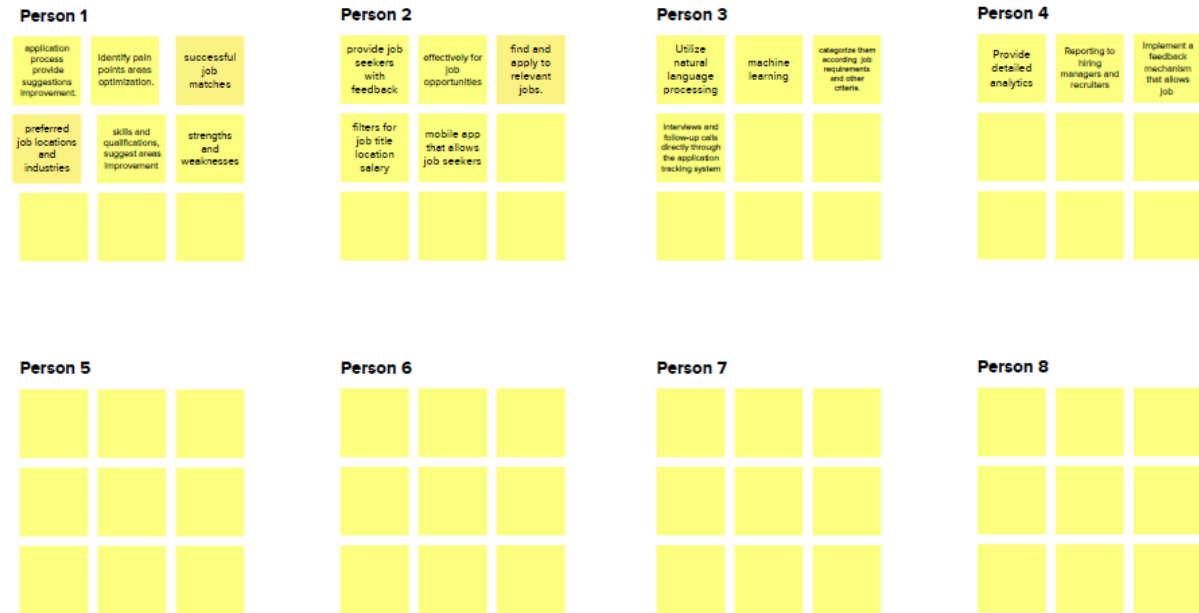 Person 1
application
process
provide
suggestions
improvement.
Identify pain
points areas
optimization.
successful
job
matches
preferred
job locations
and
industries
skills and
qualifications,
suggest areas
improvement
strengths
and
weaknesses
Person 2
provide job
seekers
with
feedback
effectively for
job
opportunities
find and
apply to
relevant
jobs.
filters for
job title
location
salary
mobile app
that allows
job seekers
Person 3
Utilize
natural
language
processing
machine
learning
categorize them
according job
requirements
and other
criteria.
Interviews and
follow-up calls
directly through
the application
tracking system
Person 4
Provide
detailed
analytics
Reporting to
hiring
managers and
recruiters
Implement a
feedback
mechanism
that allows
job
Person 5
Person 6
Person 7
Person 8